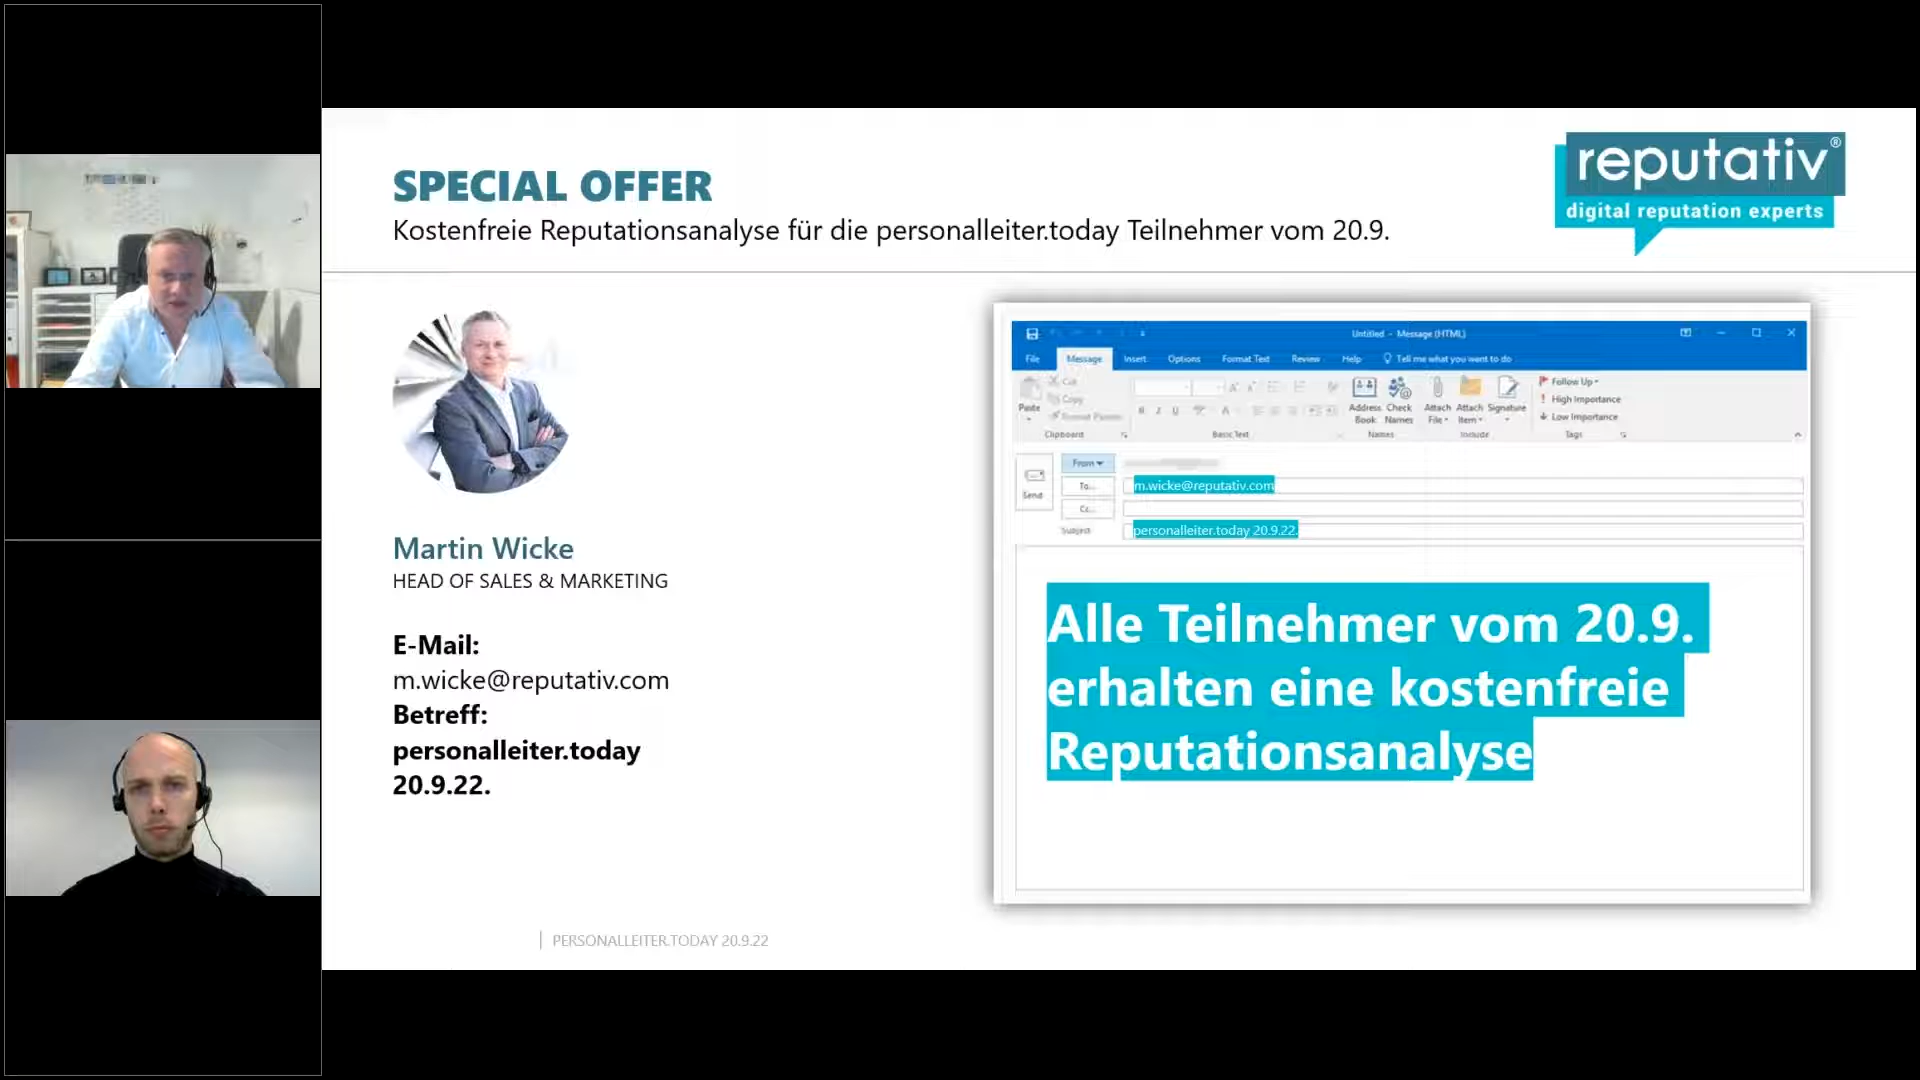 SPECIAL OFFER
Kostenfreie Reputationsanalyse für die personalleiter.today Teilnehmer vom 20.9.
reputativ®
digital reputation experts
Martin Wicke
HEAD OF SALES & MARKETING
E-Mail:
m.wicke@reputativ.com
Betreff:
personalleiter.today
20.9.22.
Untitled - Message (HTML)
File Message Insert Options Format Text Review Help Tell me what you want to do
Paste
Cut
Copy
Format Painter
Clipboard
B I U
Basic Text
Address Book
Check Names
Names
Attach File
Attach Item
Signature
Include
Follow Up
High Importance
Low Importance
Tags
Send
From
To...
m.wicke@reputativ.com
Cc...
Subject
personalleiter.today 20.9.22.
Alle Teilnehmer vom 20.9.
erhalten eine kostenfreie
Reputationsanalyse
PERSONALLEITER.TODAY 20.9.22